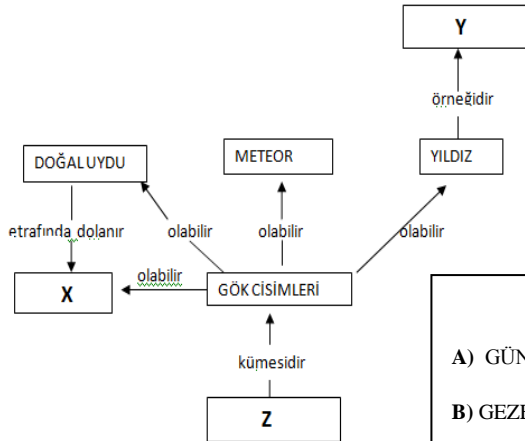 Y
örneğidir
DOĞAL UYDU
METEOR
YILDIZ
etrafında dolanır
olabilir
olabilir
olabilir
X
olabilir
GÖK CİSİMLERİ
kümesidir
Z
A) GÜN
B) GEZE